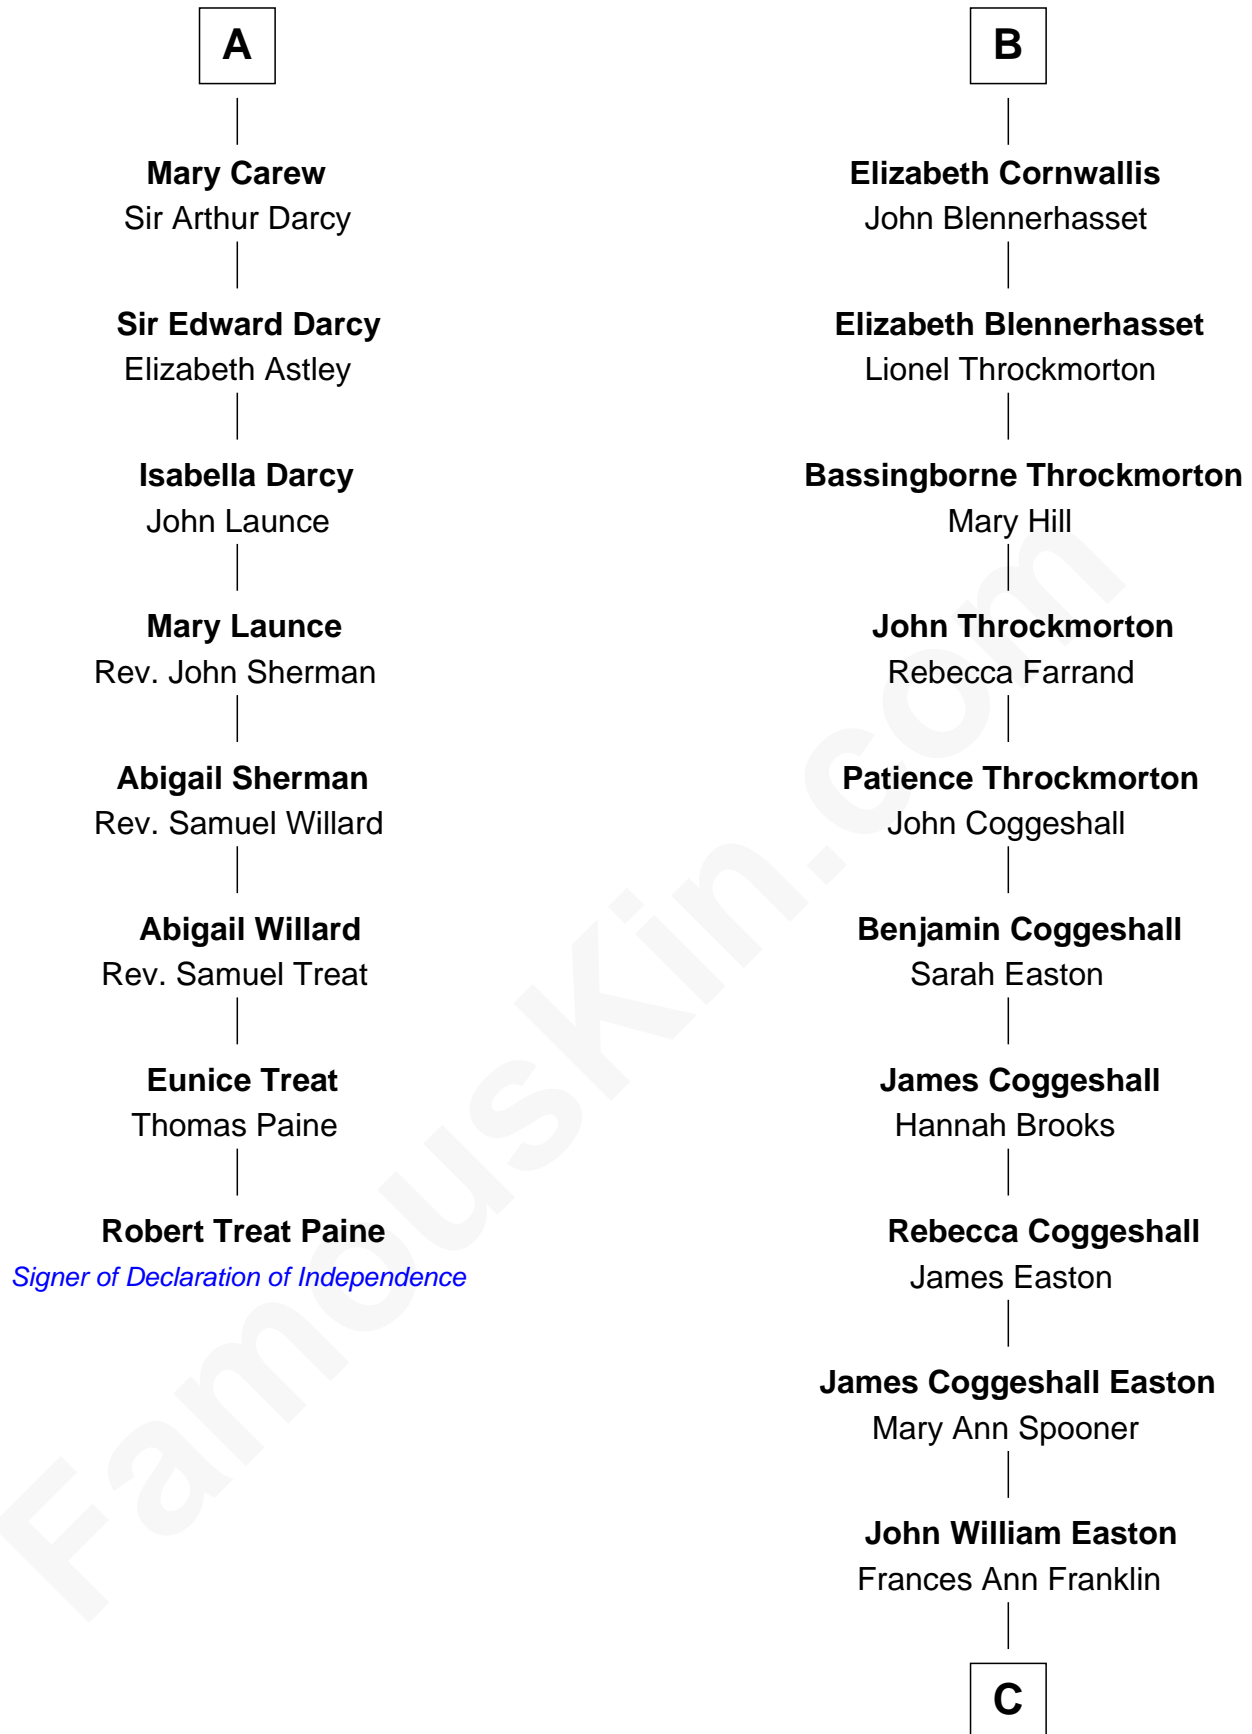 A
Mary Carew
Sir Arthur Darcy
Sir Edward Darcy
Elizabeth Astley
Isabella Darcy
John Launce
Mary Launce
Rev. John Sherman
Abigail Sherman
Rev. Samuel Willard
Abigail Willard
Rev. Samuel Treat
Eunice Treat
Thomas Paine
Robert Treat Paine
Signer of Declaration of Independence
B
Elizabeth Cornwallis
John Blennerhasset
Elizabeth Blennerhasset
Lionel Throckmorton
Bassingborne Throckmorton
Mary Hill
John Throckmorton
Rebecca Farrand
Patience Throckmorton
John Coggeshall
Benjamin Coggeshall
Sarah Easton
James Coggeshall
Hannah Brooks
Rebecca Coggeshall
James Easton
James Coggeshall Easton
Mary Ann Spooner
John William Easton
Frances Ann Franklin
C
FamousKin.com